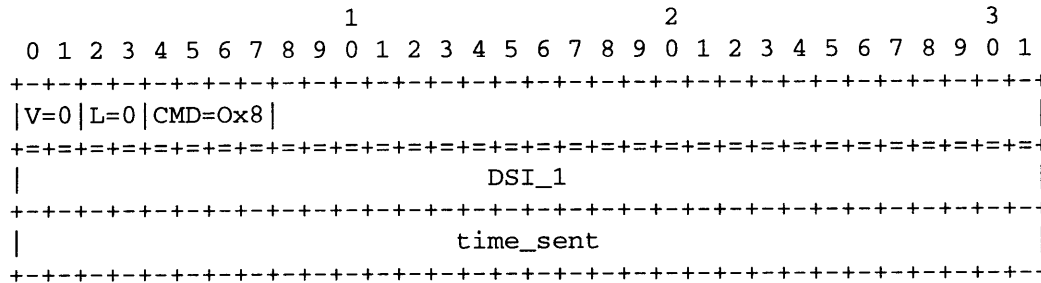 1 2 3
0 1 2 3 4 5 6 7 8 9 0 1 2 3 4 5 6 7 8 9 0 1 2 3 4 5 6 7 8 9 0 1
+-+-+-+-+-+-+-+-+-+-+-+-+-+-+-+-+-+-+-+-+-+-+-+-+-+-+-+-+-+-+-+-+
|V=0|L=0|CMD=0x8| |
+=+=+=+=+=+=+=+=+=+=+=+=+=+=+=+=+=+=+=+=+=+=+=+=+=+=+=+=+=+=+=+=+
| DSI_1 |
+-+-+-+-+-+-+-+-+-+-+-+-+-+-+-+-+-+-+-+-+-+-+-+-+-+-+-+-+-+-+-+--
| time_sent |
+-+-+-+-+-+-+-+-+-+-+-+-+-+-+-+-+-+-+-+-+-+-+-+-+-+-+-+-+-+-+-+--